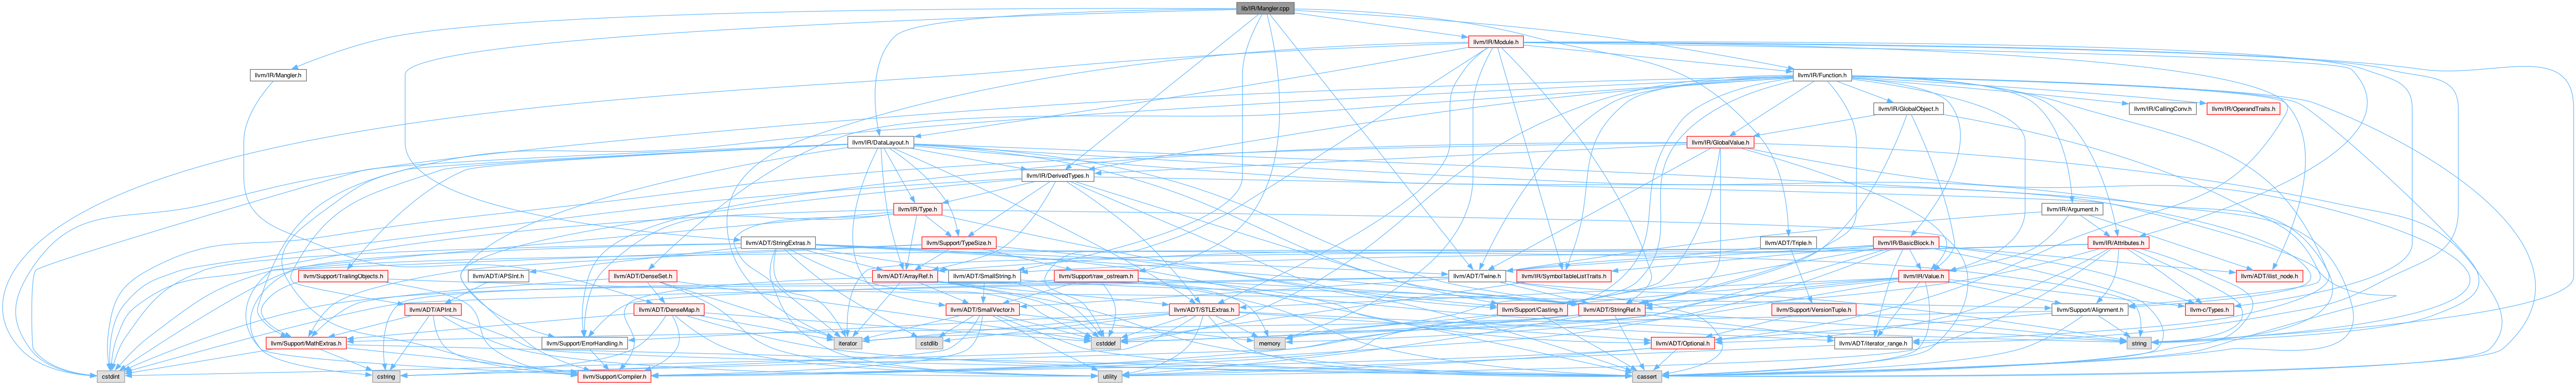 lib/IR/Mangler.cpp
llvm/IR/Module.h
llvm/IR/Mangler.h
llvm/IR/Function.h
llvm/IR/GlobalObject.h
llvm/IR/CallingConv.h
llvm/IR/OperandTraits.h
llvm/IR/DataLayout.h
llvm/IR/GlobalValue.h
llvm/IR/DerivedTypes.h
llvm/IR/Type.h
llvm/IR/Argument.h
llvm/ADT/StringExtras.h
llvm/Support/TypeSize.h
llvm/ADT/Triple.h
llvm/IR/BasicBlock.h
llvm/IR/Attributes.h
llvm/Support/TrailingObjects.h
llvm/ADT/APSInt.h
llvm/ADT/DenseSet.h
llvm/ADT/ArrayRef.h
llvm/ADT/SmallString.h
llvm/Support/raw_ostream.h
llvm/ADT/Twine.h
llvm/IR/SymbolTableListTraits.h
llvm/IR/Value.h
llvm/ADT/ilist_node.h
llvm/ADT/APInt.h
llvm/ADT/DenseMap.h
llvm/ADT/SmallVector.h
llvm/ADT/STLExtras.h
llvm/Support/Casting.h
llvm/ADT/StringRef.h
llvm/Support/VersionTuple.h
llvm/Support/Alignment.h
llvm-c/Types.h
llvm/Support/MathExtras.h
llvm/Support/ErrorHandling.h
iterator
cstdlib
cstddef
memory
llvm/ADT/Optional.h
llvm/ADT/iterator_range.h
string
cstdint
cstring
llvm/Support/Compiler.h
utility
cassert